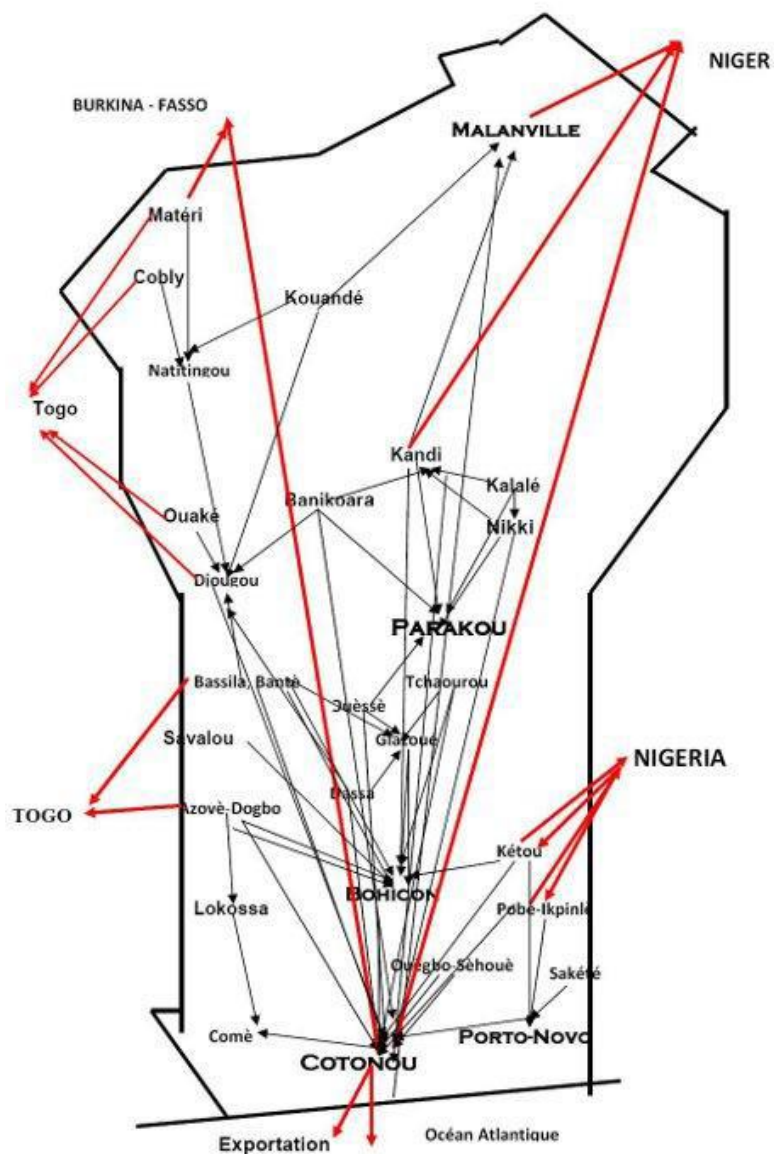 NIGER
BURKINA - FASSO
MALANVILLE
Matéri
Cobly
Kouandé
Natitingou
Togo
Kandi
Kalalé
Banikoara
Ouaké
Nikki
Djougou
PARAKOU
Bassila, Bantè
Tchaourou
Ouèssè
Savalou
Glazoué
NIGERIA
Dassa
TOGO
Azovè-Dogbo
Kétou
BOHICON
Lokossa
Pobè-Ikpinlè
Ouègbo-Sèhouè
Sakété
Comè
PORTO-NOVO
COTONOU
Exportation
Océan Atlantique